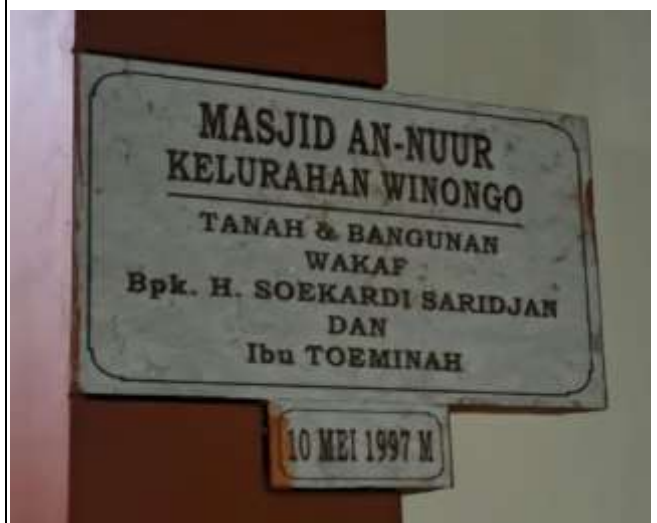 MASJID AN-NUUR
KELURAHAN WINONGO
TANAH & BANGUNAN
WAKAF
Bpk. H. SOEKARDI SARIDJAN
DAN
Ibu TOEMINAH
10 MEI 1997 M